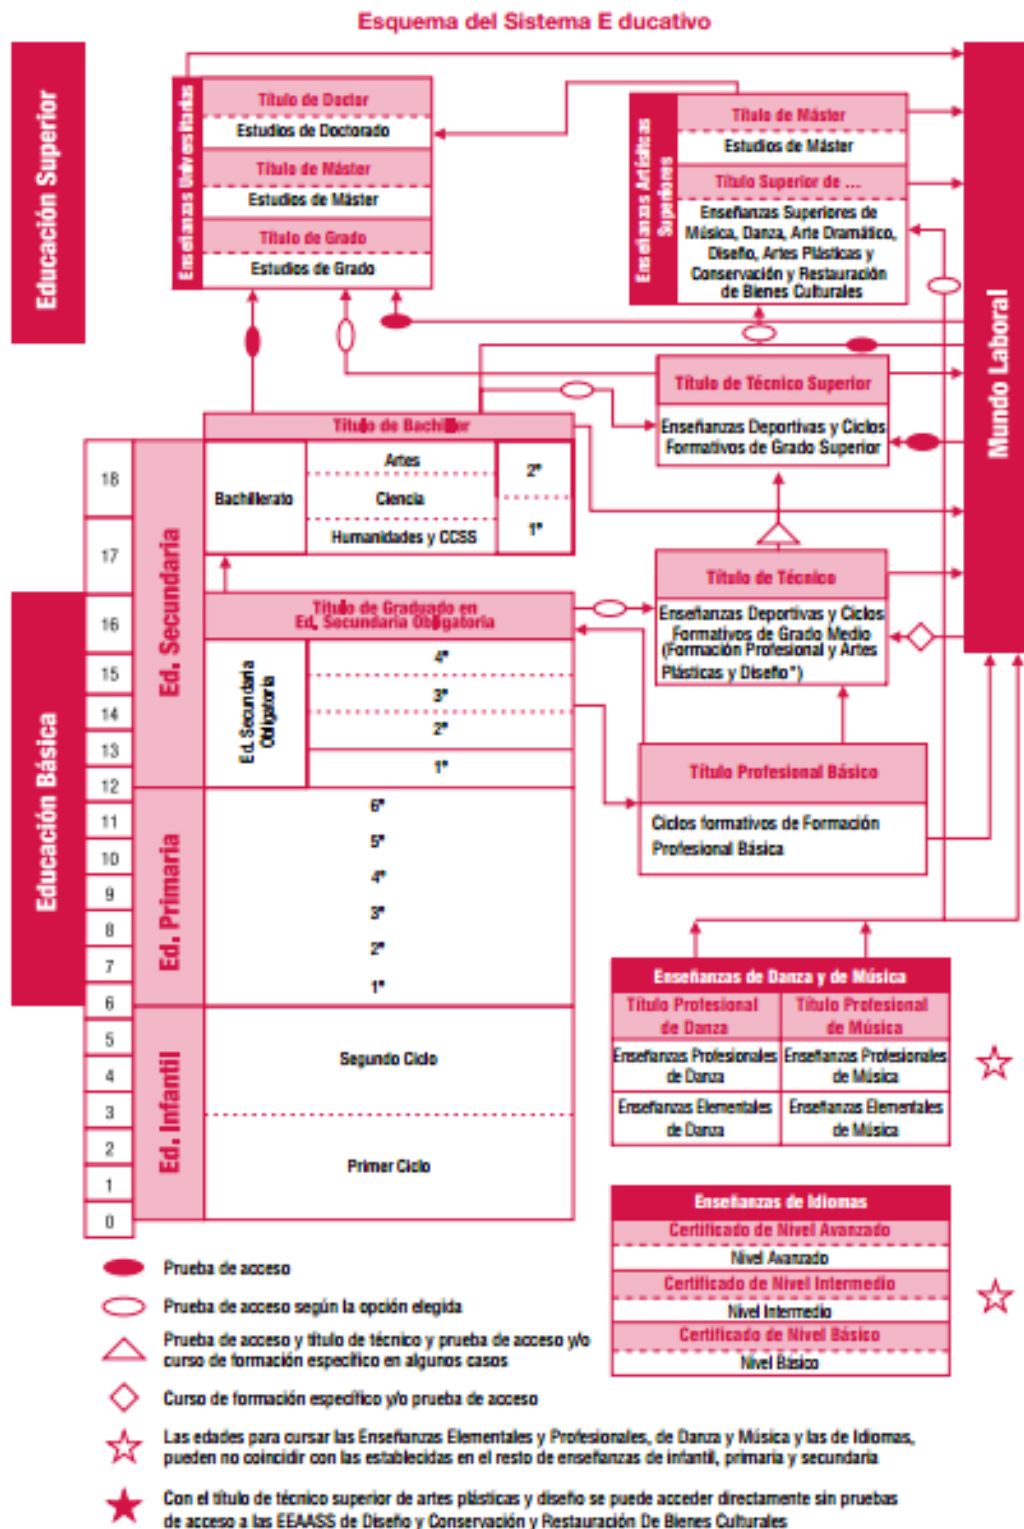 Esquema del Sistema E ducativo
Educación Superior
Enseñanzas Universitarias
Título de Doctor
Estudios de Doctorado
Título de Máster
Estudios de Máster
Título de Grado
Estudios de Grado
Enseñanzas Artísticas
Superiores
Título de Máster
Estudios de Máster
Título Superior de ...
Enseñanzas Superiores de
Música, Danza, Arte Dramático,
Diseño, Artes Plásticas y
Conservación y Restauración
de Bienes Culturales
Mundo Laboral
Título de Técnico Superior
Enseñanzas Deportivas y Ciclos
Formativos de Grado Superior
Título de Bachiller
Bachillerato
Artes
Ciencia
Humanidades y CCSS
2º
1º
18
17
16
15
14
13
12
11
10
9
8
7
6
5
4
3
2
1
0
Educación Básica
Ed. Secundaria
Ed. Primaria
Ed. Infantil
Título de Graduado en
Ed. Secundaria Obligatoria
Ed. Secundaria
Obligatoria
4º
3º
2º
1º
Título de Técnico
Enseñanzas Deportivas y Ciclos
Formativos de Grado Medio
(Formación Profesional y Artes
Plásticas y Diseño*)
Título Profesional Básico
Ciclos formativos de Formación
Profesional Básica
6º
5º
4º
3º
2º
1º
Segundo Ciclo
Primer Ciclo
Enseñanzas de Danza y de Música
Título Profesional
de Danza
Título Profesional
de Música
Enseñanzas Profesionales
de Danza
Enseñanzas Profesionales
de Música
Enseñanzas Elementales
de Danza
Enseñanzas Elementales
de Música
Enseñanzas de Idiomas
Certificado de Nivel Avanzado
Nivel Avanzado
Certificado de Nivel Intermedio
Nivel Intermedio
Certificado de Nivel Básico
Nivel Básico
Prueba de acceso
Prueba de acceso según la opción elegida
Prueba de acceso y título de técnico y prueba de acceso y/o
curso de formación específico en algunos casos
Curso de formación específico y/o prueba de acceso
Las edades para cursar las Enseñanzas Elementales y Profesionales, de Danza y Música y las de Idiomas,
pueden no coincidir con las establecidas en el resto de enseñanzas de infantil, primaria y secundaria
Con el título de técnico superior de artes plásticas y diseño se puede acceder directamente sin pruebas
de acceso a las EEAASS de Diseño y Conservación y Restauración De Bienes Culturales